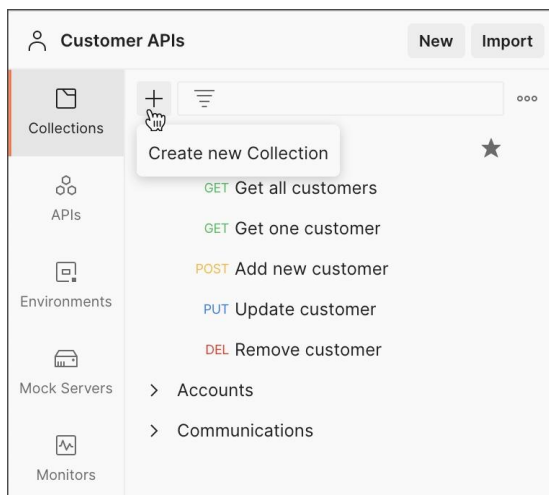 Customer APIs New Import
Collections
Create new Collection
GET Get all customers
APIs
GET Get one customer
POST Add new customer
Environments
PUT Update customer
DEL Remove customer
Mock Servers
Accounts
Communications
Monitors